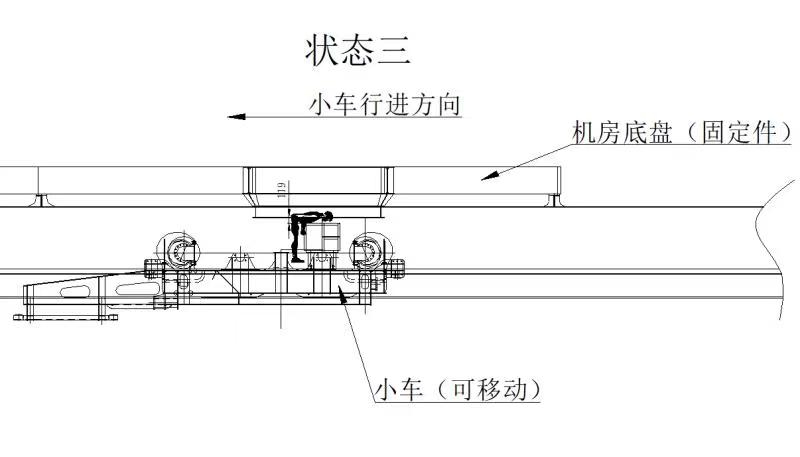 状态三
小车行进方向
机房底盘（固定件）
119
小车（可移动）